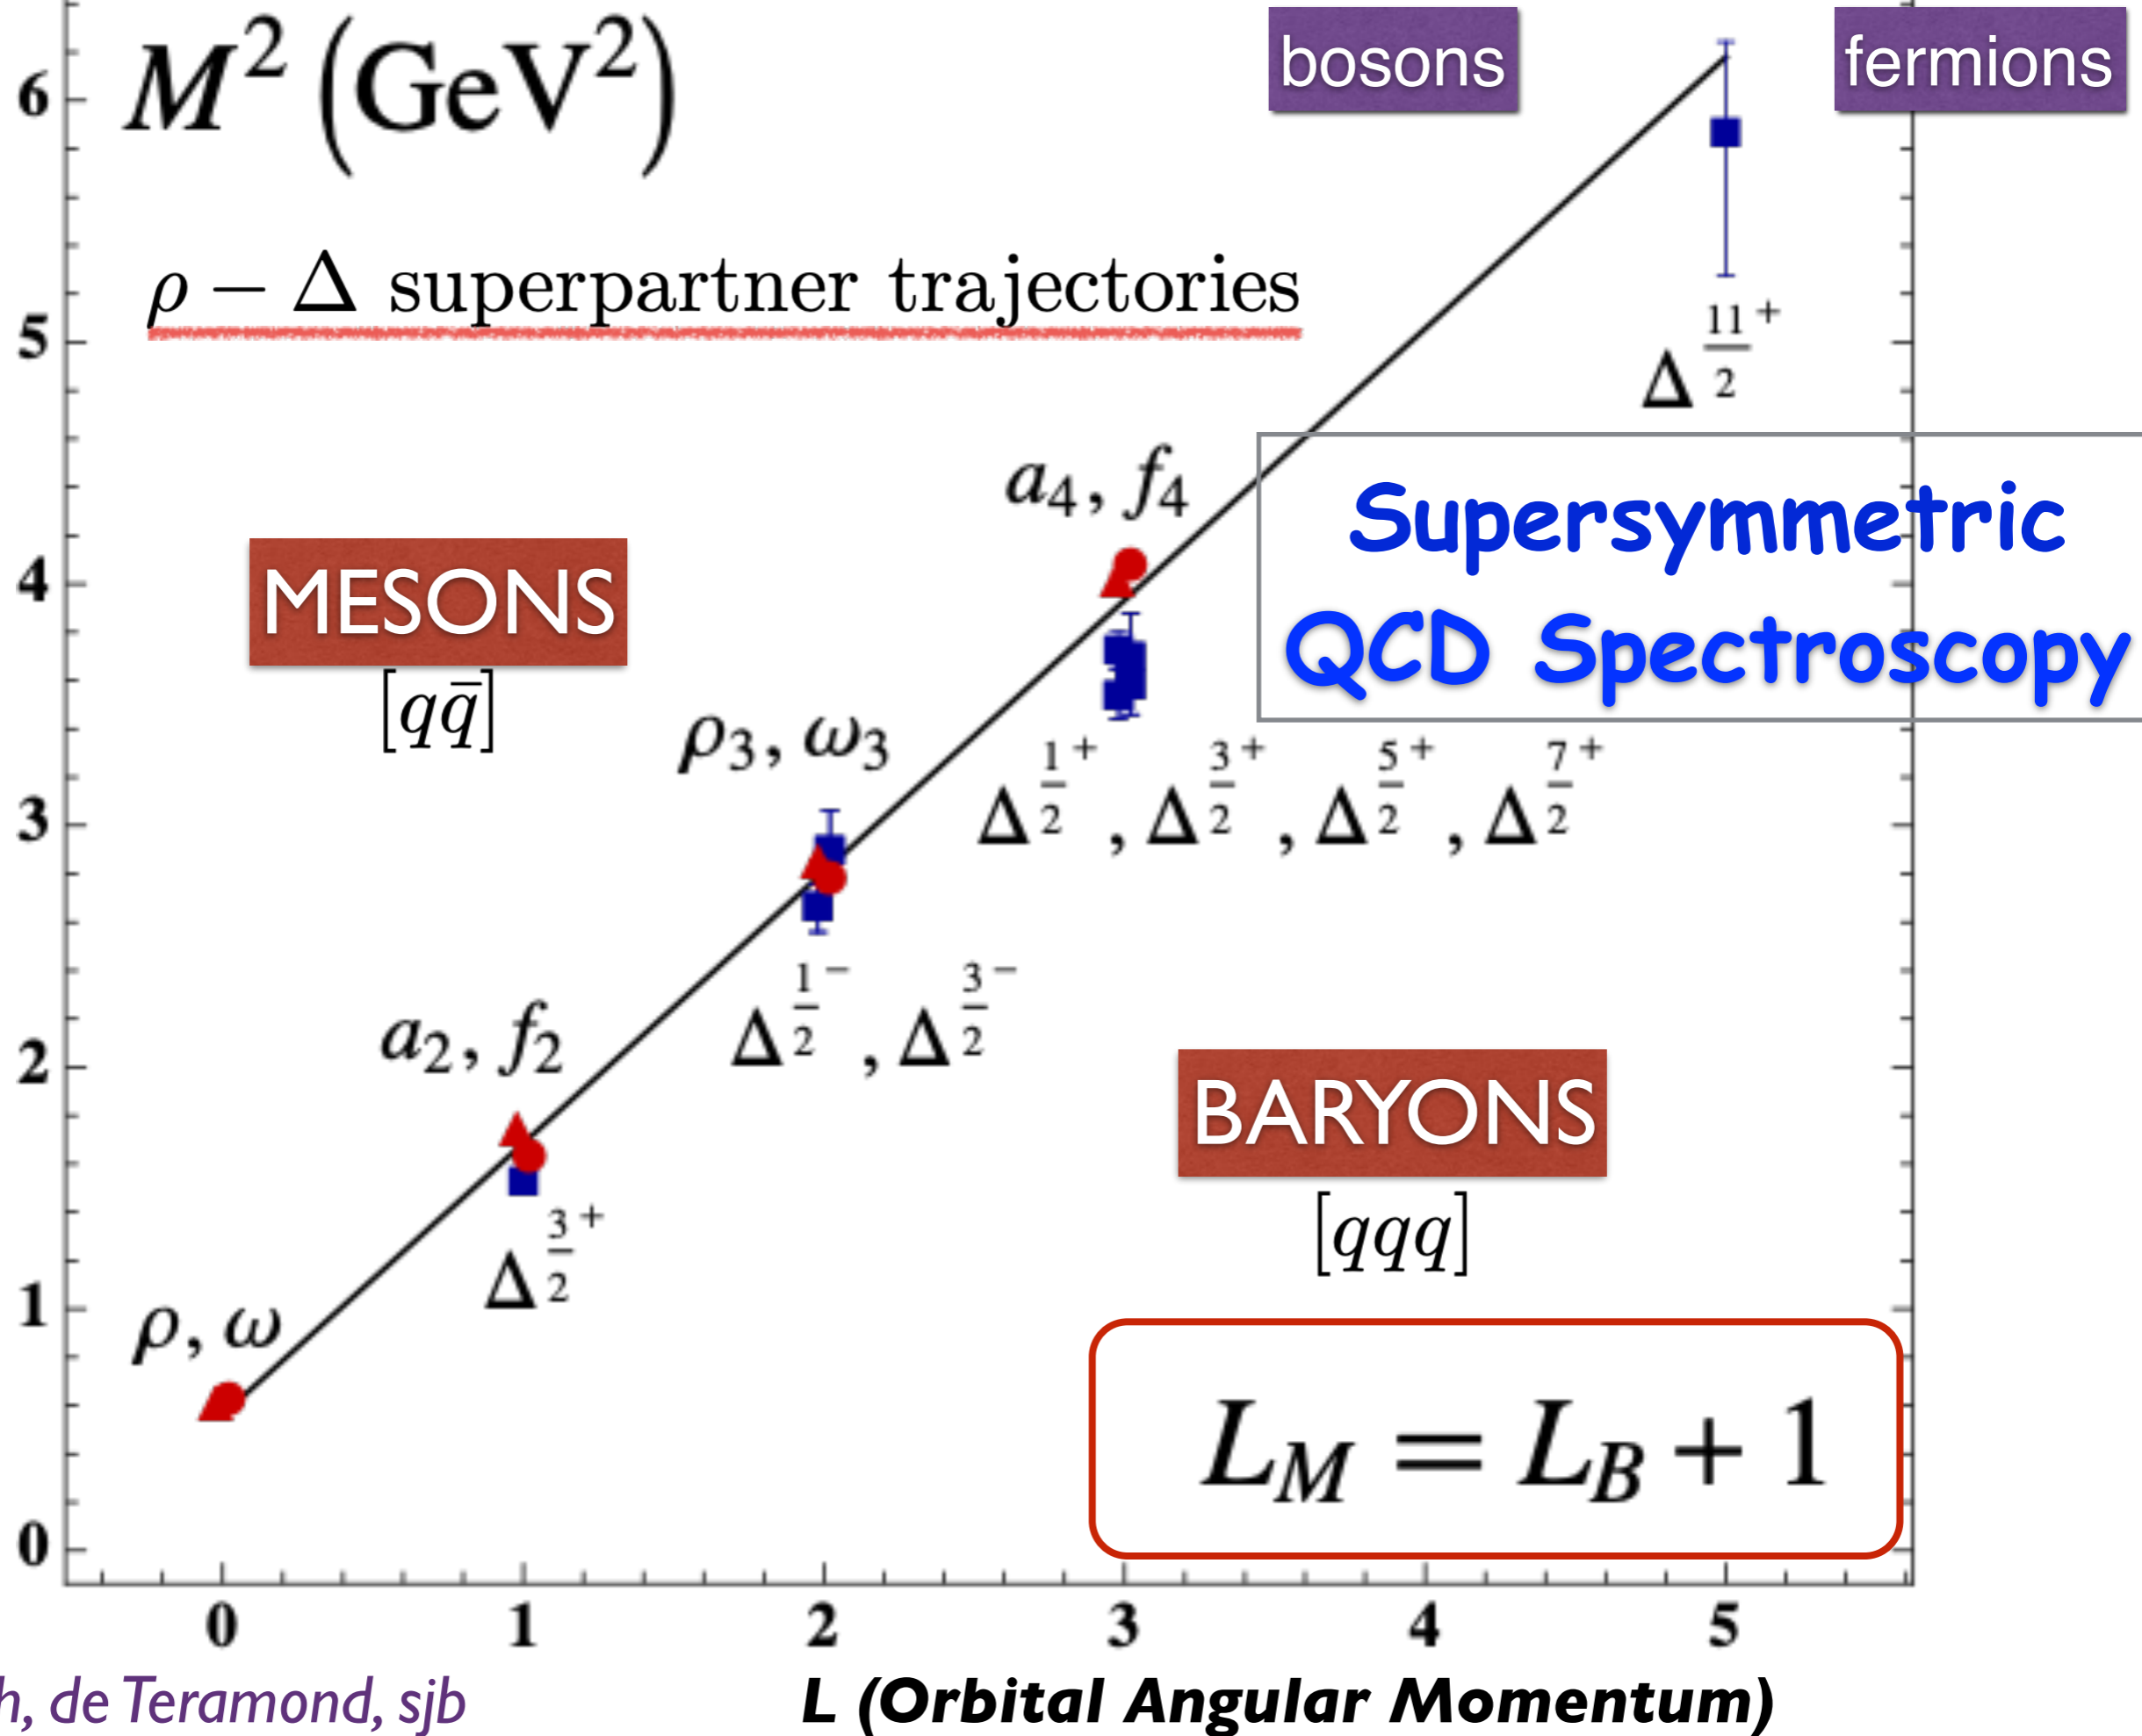 M² (GeV²)
bosons
fermions
ρ − Δ superpartner trajectories
6
5
4
3
2
1
0
Δ 11/2 +
a₄, f₄
Supersymmetric
QCD Spectroscopy
MESONS
[qq̄]
ρ₃, ω₃
Δ 1/2 +, Δ 3/2 +, Δ 5/2 +, Δ 7/2 +
a₂, f₂
Δ 1/2 −, Δ 3/2 −
BARYONS
[qqq]
Δ 3/2 +
ρ, ω
L_M = L_B + 1
0 1 2 3 4 5
h, de Teramond, sjb
L (Orbital Angular Momentum)